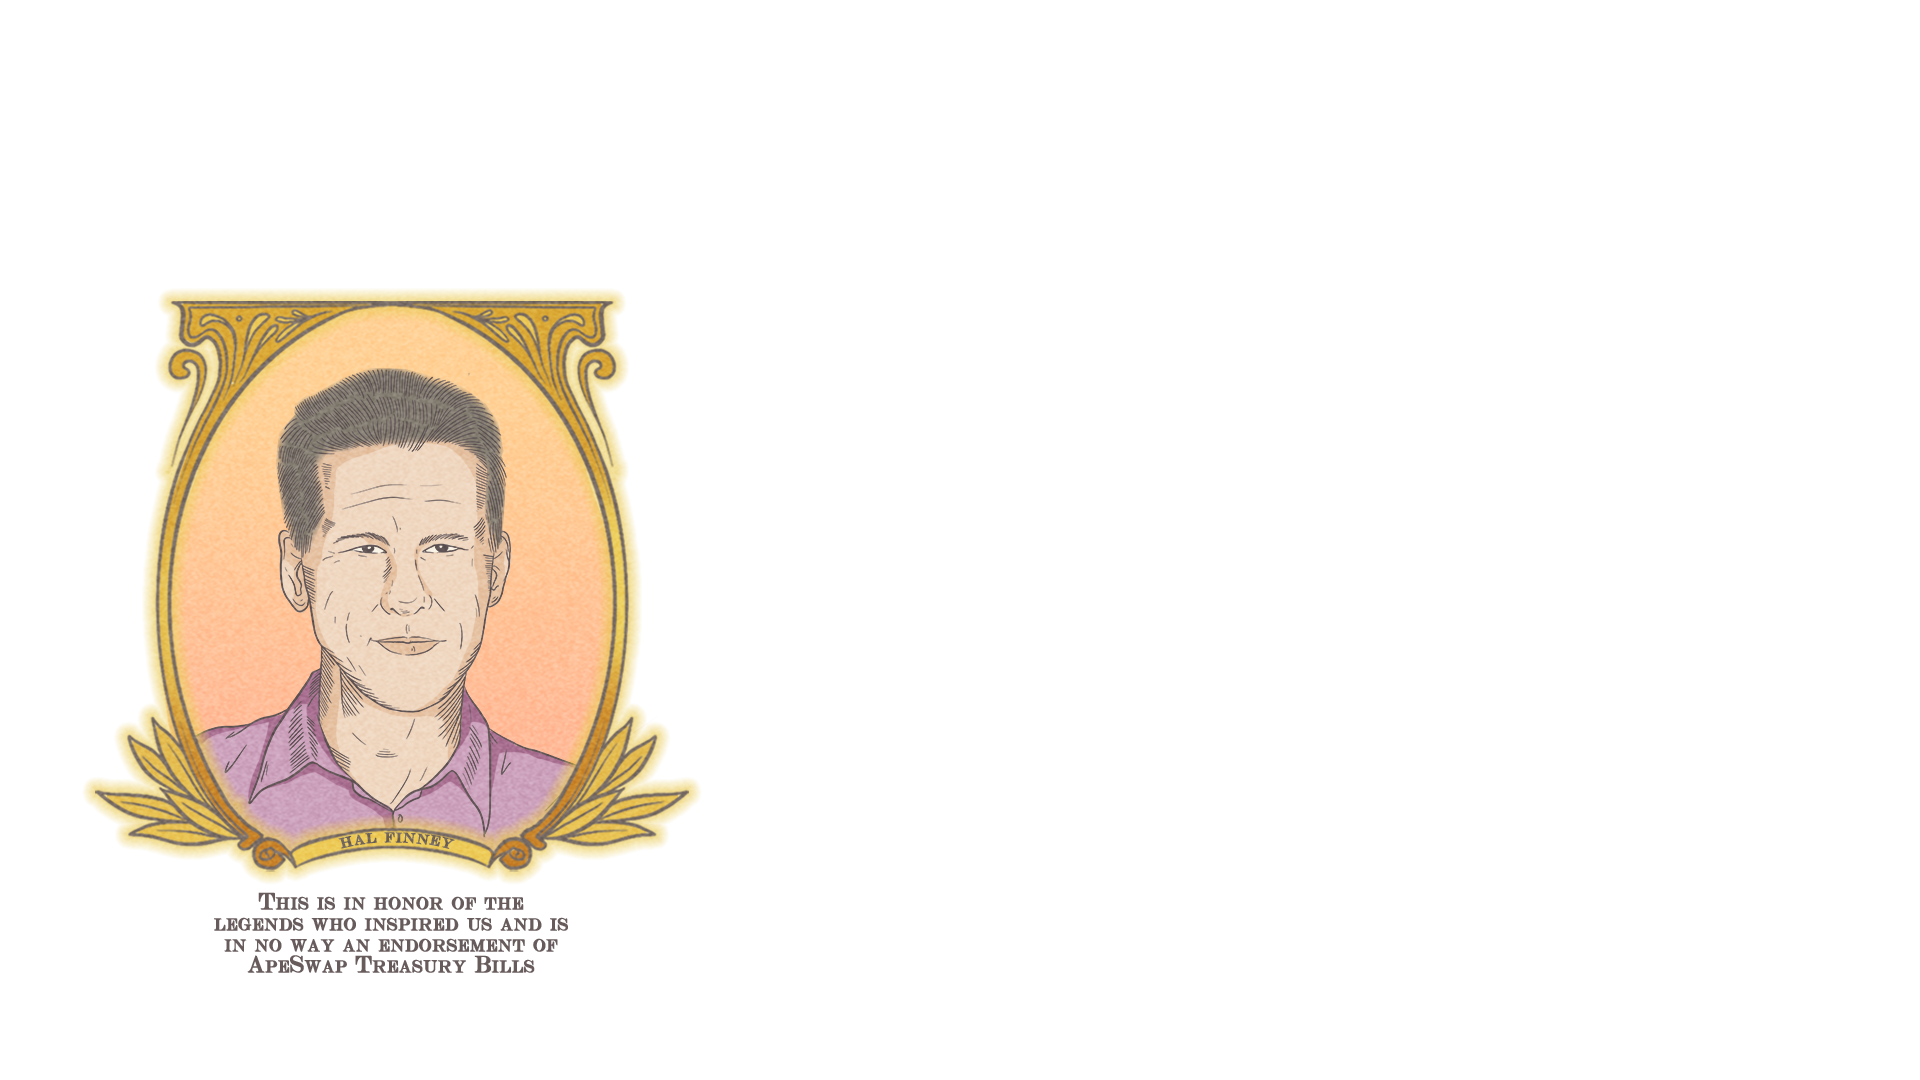 HAL FINNEY
This is in honor of the
legends who inspired us and is
in no way an endorsement of
ApeSwap Treasury Bills